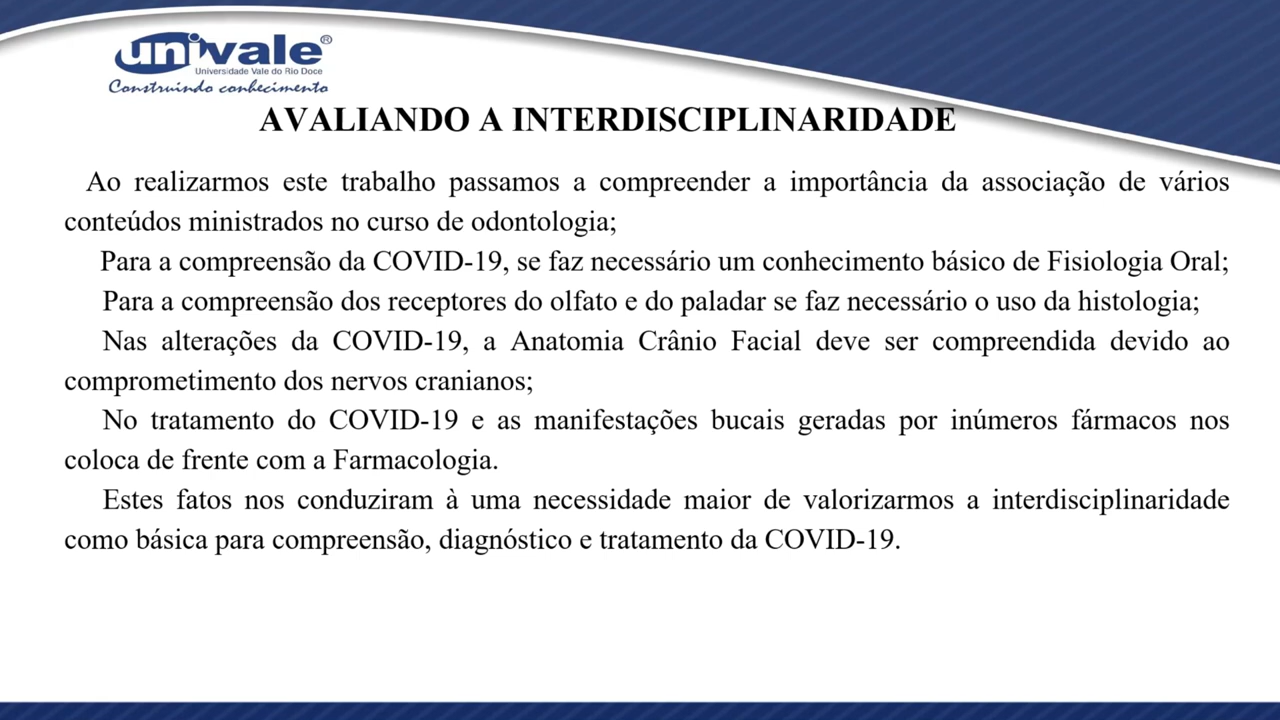 univale®
Universidade Vale do Rio Doce
Construindo conhecimento
AVALIANDO A INTERDISCIPLINARIDADE
Ao realizarmos este trabalho passamos a compreender a importância da associação de vários
conteúdos ministrados no curso de odontologia;
Para a compreensão da COVID-19, se faz necessário um conhecimento básico de Fisiologia Oral;
Para a compreensão dos receptores do olfato e do paladar se faz necessário o uso da histologia;
Nas alterações da COVID-19, a Anatomia Crânio Facial deve ser compreendida devido ao
comprometimento dos nervos cranianos;
No tratamento do COVID-19 e as manifestações bucais geradas por inúmeros fármacos nos
coloca de frente com a Farmacologia.
Estes fatos nos conduziram à uma necessidade maior de valorizarmos a interdisciplinaridade
como básica para compreensão, diagnóstico e tratamento da COVID-19.